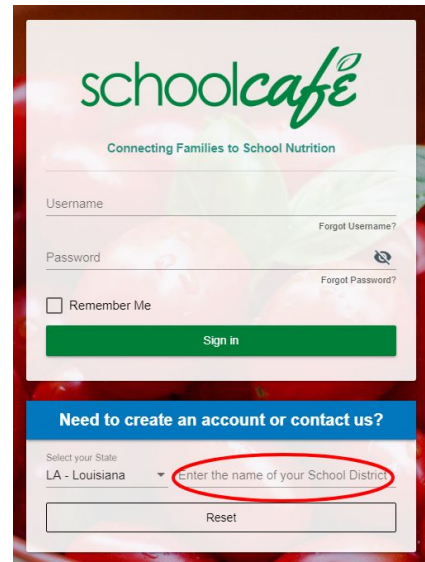 schoolcafé
Connecting Families to School Nutrition
Username
Forgot Username?
Password
Forgot Password?
Remember Me
Sign in
Need to create an account or contact us?
Select your State
LA - Louisiana Enter the name of your School District
Reset